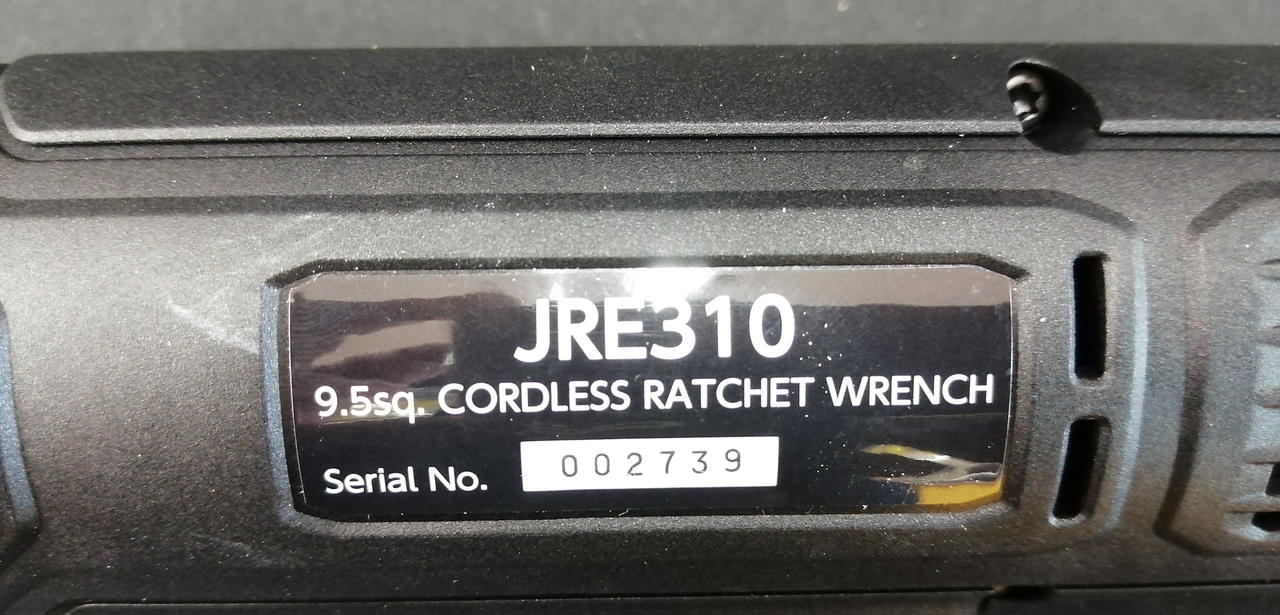 JRE310
9.5sq. CORDLESS RATCHET WRENCH
Serial No. 002739